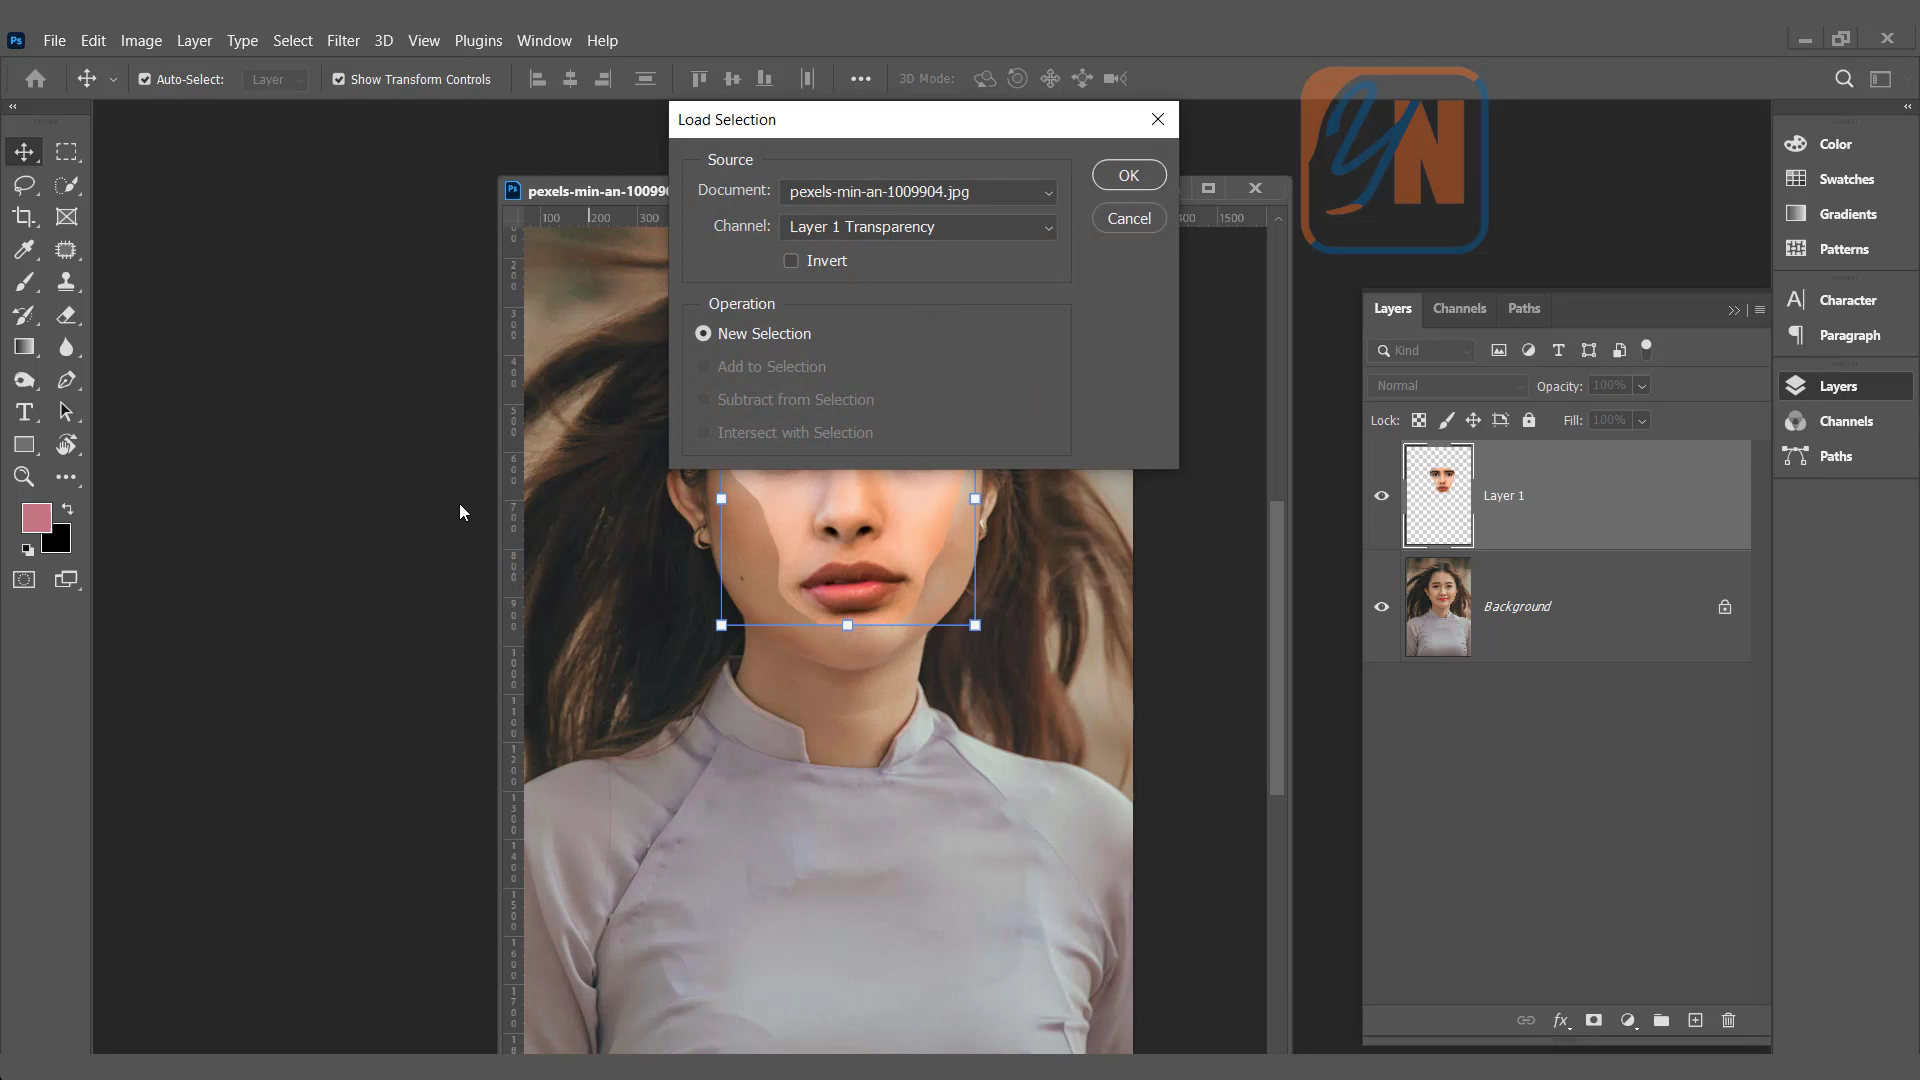 Ps File Edit Image Layer Type Select Filter 3D View Plugins Window Help
Auto-Select: Layer Show Transform Controls 3D Mode:
YN
Load Selection
Source
Document: pexels-min-an-1009904.jpg
Channel: Layer 1 Transparency
Invert
OK
Cancel
Operation
New Selection
Add to Selection
Subtract from Selection
Intersect with Selection
Ps pexels-min-an-10099
100 200 300 1500
Color
Swatches
Gradients
Patterns
Character
Paragraph
Layers
Channels
Paths
Layers Channels Paths
Kind
Normal Opacity: 100%
Lock: Fill: 100%
Layer 1
Background